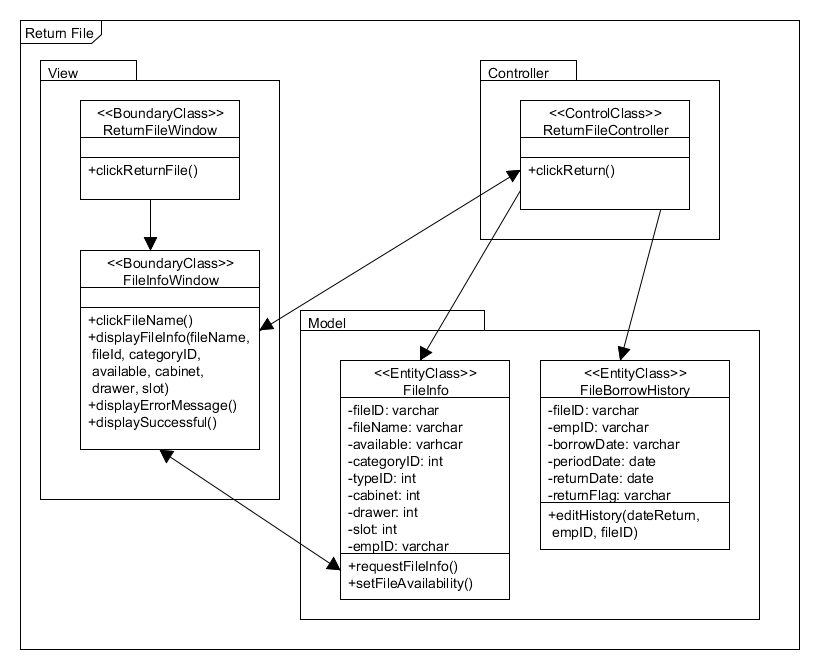 Return File
View
<<BoundaryClass>>
ReturnFileWindow
+clickReturnFile()
<<BoundaryClass>>
FileInfoWindow
+clickFileName()
+displayFileInfo(fileName,
fileId, categoryID,
available, cabinet,
drawer, slot)
+displayErrorMessage()
+displaySuccessful()
Controller
<<ControlClass>>
ReturnFileController
+clickReturn()
Model
<<EntityClass>>
FileInfo
-fileID: varchar
-fileName: varchar
-available: varhcar
-categoryID: int
-typeID: int
-cabinet: int
-drawer: int
-slot: int
-empID: varchar
+requestFileInfo()
+setFileAvailability()
<<EntityClass>>
FileBorrowHistory
-fileID: varchar
-empID: varchar
-borrowDate: varchar
-periodDate: date
-returnDate: date
-returnFlag: varchar
+editHistory(dateReturn,
empID, fileID)